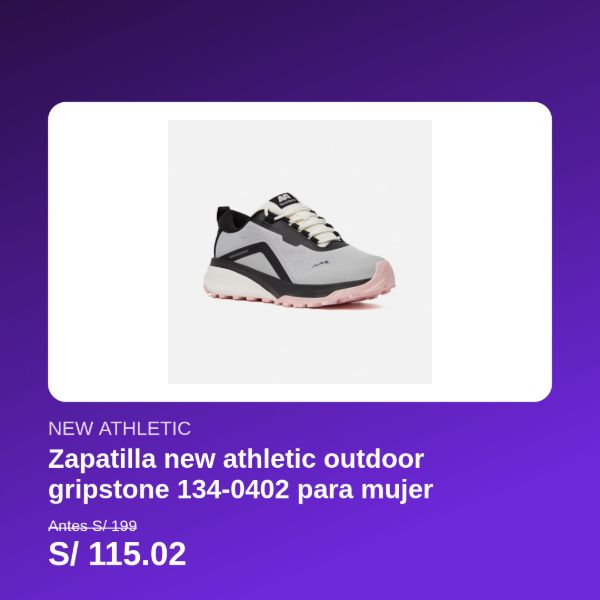 NEW ATHLETIC
Zapatilla new athletic outdoor
gripstone 134-0402 para mujer
Antes S/ 199
S/ 115.02